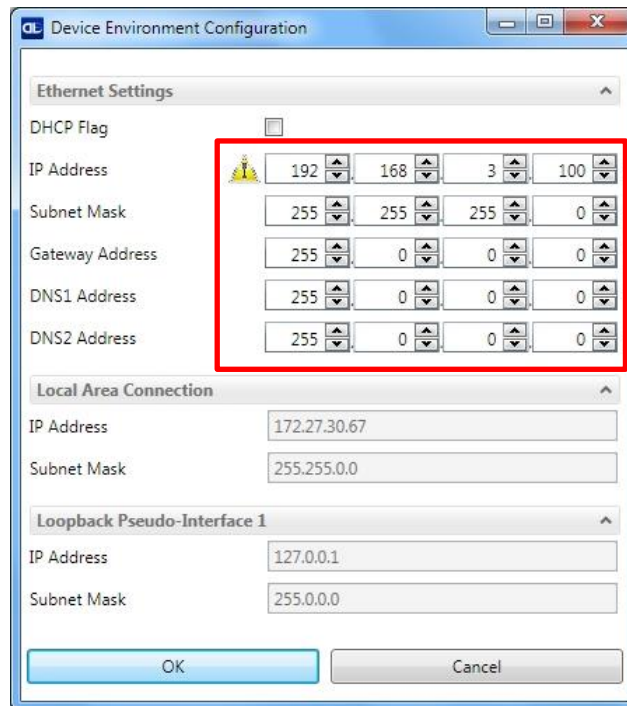 Device Environment Configuration
Ethernet Settings
DHCP Flag
IP Address 192 . 168 . 3 . 100
Subnet Mask 255 . 255 . 255 . 0
Gateway Address 255 . 0 . 0 . 0
DNS1 Address 255 . 0 . 0 . 0
DNS2 Address 255 . 0 . 0 . 0
Local Area Connection
IP Address 172.27.30.67
Subnet Mask 255.255.0.0
Loopback Pseudo-Interface 1
IP Address 127.0.0.1
Subnet Mask 255.0.0.0
OK Cancel